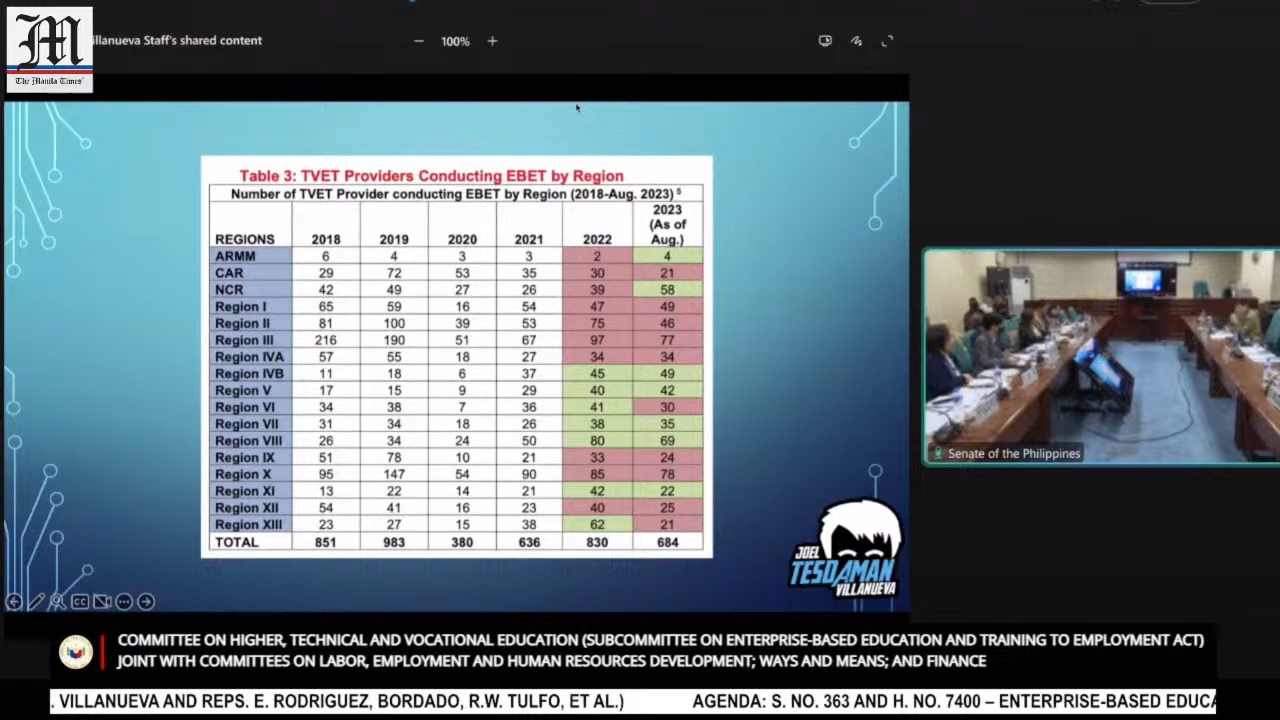 M
The Manila Times
illanueva Staff's shared content
100%
Table 3: TVET Providers Conducting EBET by Region
Number of TVET Provider conducting EBET by Region (2018-Aug. 2023) 5
REGIONS 2018 2019 2020 2021 2022 2023 (As of Aug.)
ARMM 6 4 3 3 2 4
CAR 29 72 53 35 30 21
NCR 42 49 27 26 39 58
Region I 65 59 16 54 47 49
Region II 81 100 39 53 75 46
Region III 216 190 51 67 97 77
Region IVA 57 55 18 27 34 34
Region IVB 11 18 6 37 45 49
Region V 17 15 9 29 40 42
Region VI 34 38 7 36 41 30
Region VII 31 34 18 26 38 35
Region VIII 26 34 24 50 80 69
Region IX 51 78 10 21 33 24
Region X 95 147 54 90 85 78
Region XI 13 22 14 21 42 22
Region XII 54 41 16 23 40 25
Region XIII 23 27 15 38 62 21
TOTAL 851 983 380 636 830 684
Senate of the Philippines
JOEL
TESDAMAN
VILLANUEVA
CC
COMMITTEE ON HIGHER, TECHNICAL AND VOCATIONAL EDUCATION (SUBCOMMITTEE ON ENTERPRISE-BASED EDUCATION AND TRAINING TO EMPLOYMENT ACT)
JOINT WITH COMMITTEES ON LABOR, EMPLOYMENT AND HUMAN RESOURCES DEVELOPMENT; WAYS AND MEANS; AND FINANCE
. VILLANUEVA AND REPS. E. RODRIGUEZ, BORDADO, R.W. TULFO, ET AL.) AGENDA: S. NO. 363 AND H. NO. 7400 – ENTERPRISE-BASED EDUCA